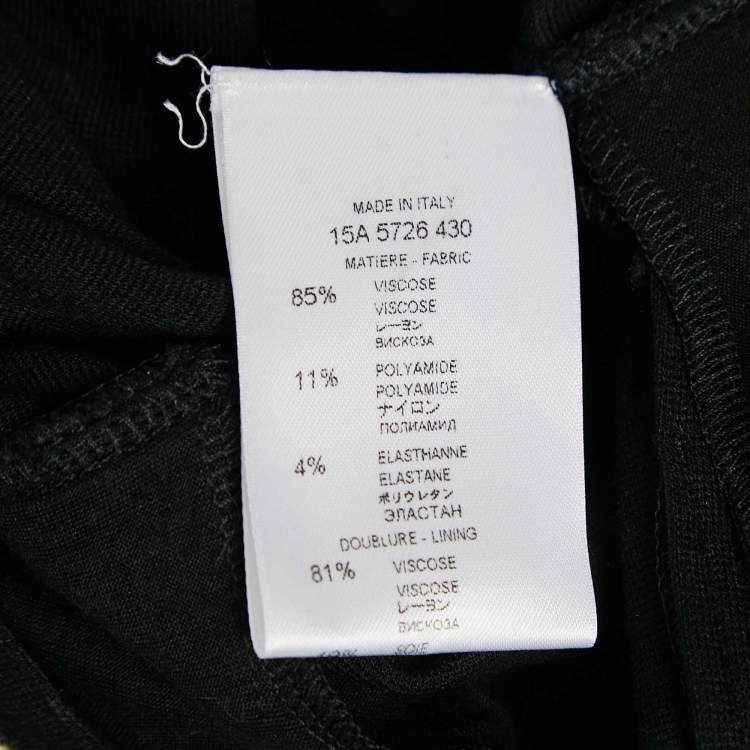 MADE IN ITALY
15A 5726 430
MATIERE - FABRIC
85% VISCOSE
VISCOSE
レーヨン
ВИСКОЗА
11% POLYAMIDE
POLYAMIDE
ナイロン
ПОЛИАМИД
4% ELASTHANNE
ELASTANE
ポリウレタン
ЭЛАСТАН
DOUBLURE - LINING
81% VISCOSE
VISCOSE
レーヨン
ВИСКОЗА
SOIE